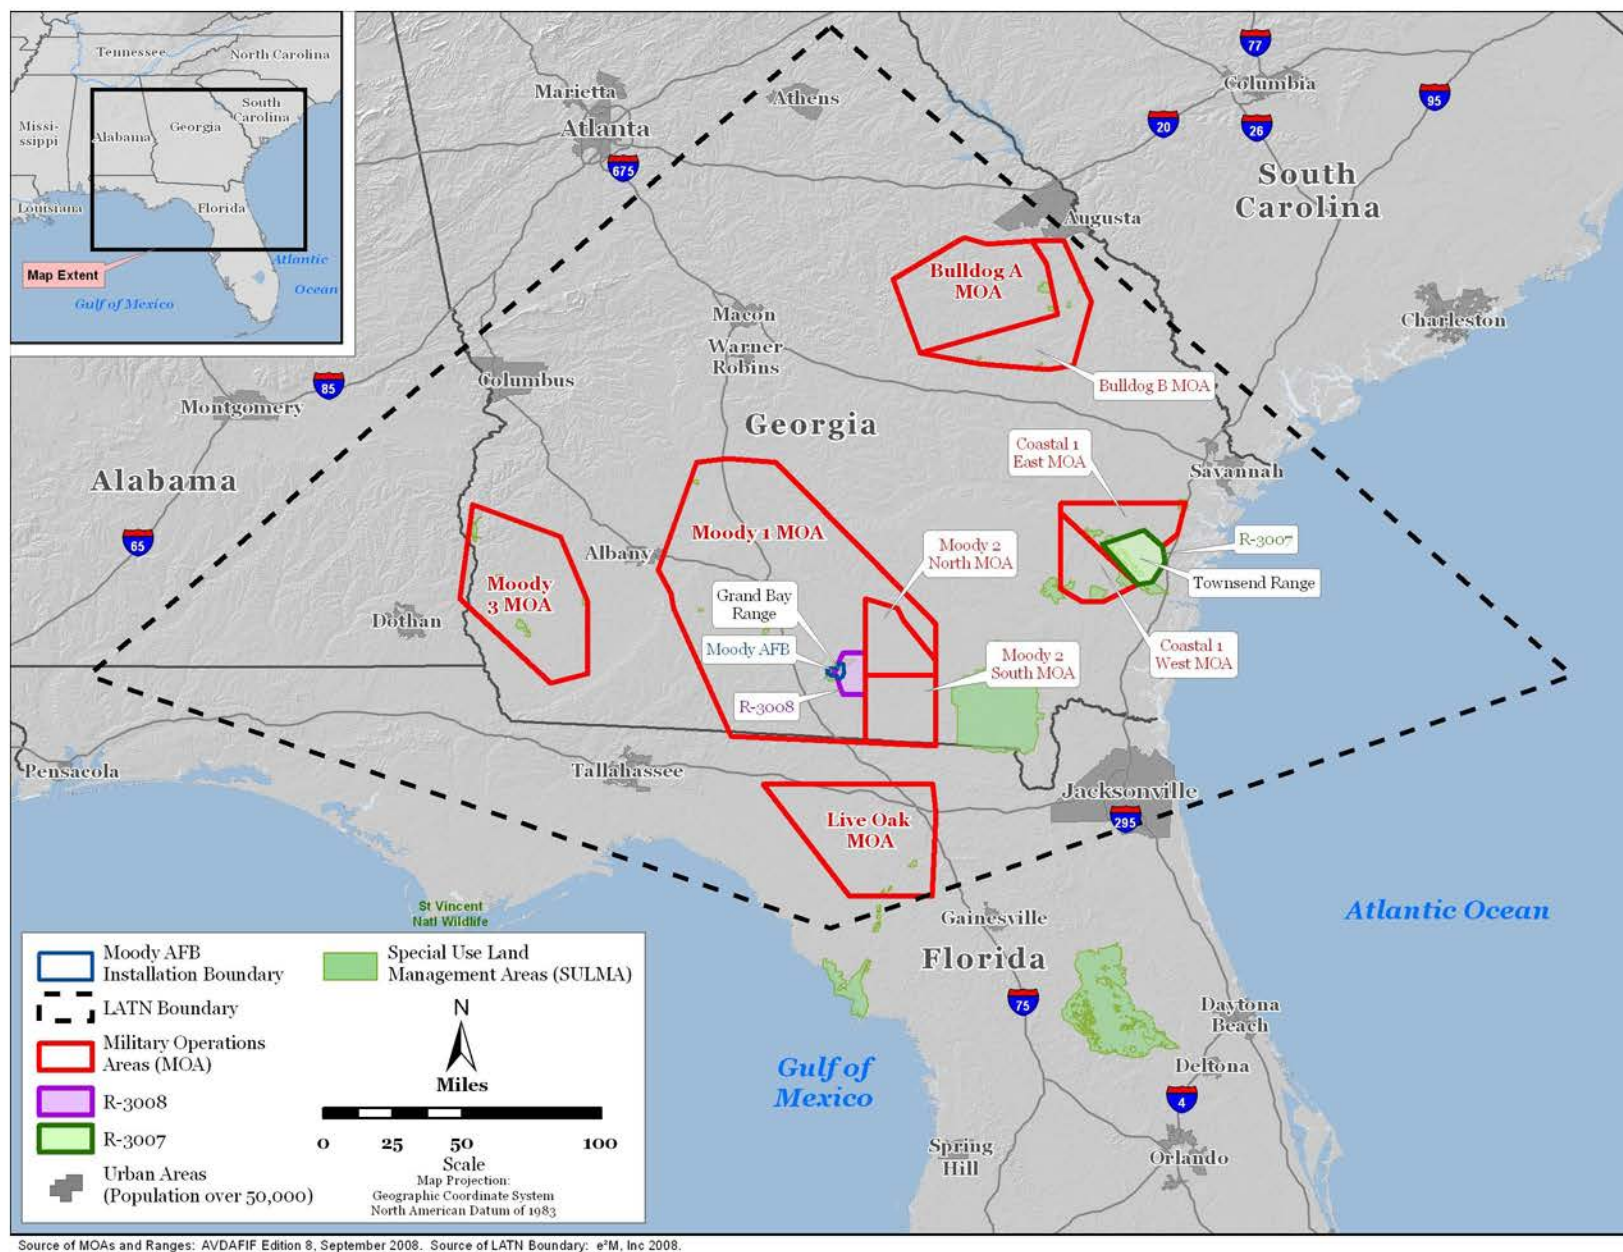 Tennessee
North Carolina
South
Carolina
Missi-
ssippi
Alabama
Georgia
Louisiana
Florida
Map Extent
Atlantic
Ocean
Gulf of Mexico
Marietta
Atlanta
675
Athens
77
Columbia
95
20
26
South
Carolina
Augusta
Bulldog A
MOA
Charleston
Macon
Warner
Robins
Columbus
85
Montgomery
Bulldog B MOA
Georgia
Coastal 1
East MOA
Savannah
Alabama
65
Moody 1 MOA
Albany
Moody 2
North MOA
R-3007
Townsend Range
Moody
3 MOA
Grand Bay
Range
Dothan
Moody AFB
Moody 2
South MOA
Coastal 1
West MOA
R-3008
Pensacola
Tallahassee
Jacksonville
295
Live Oak
MOA
St Vincent
Natl Wildlife
Gainesville
Atlantic Ocean
Florida
75
Daytona
Beach
Deltona
Gulf of
Mexico
4
Spring
Hill
Orlando
Moody AFB
Installation Boundary
LATN Boundary
Military Operations
Areas (MOA)
R-3008
R-3007
Urban Areas
(Population over 50,000)
Special Use Land
Management Areas (SULMA)
N
Miles
0 25 50 100
Scale
Map Projection:
Geographic Coordinate System
North American Datum of 1983
Source of MOAs and Ranges: AVDAFIF Edition 8, September 2008. Source of LATN Boundary: e²M, Inc 2008.